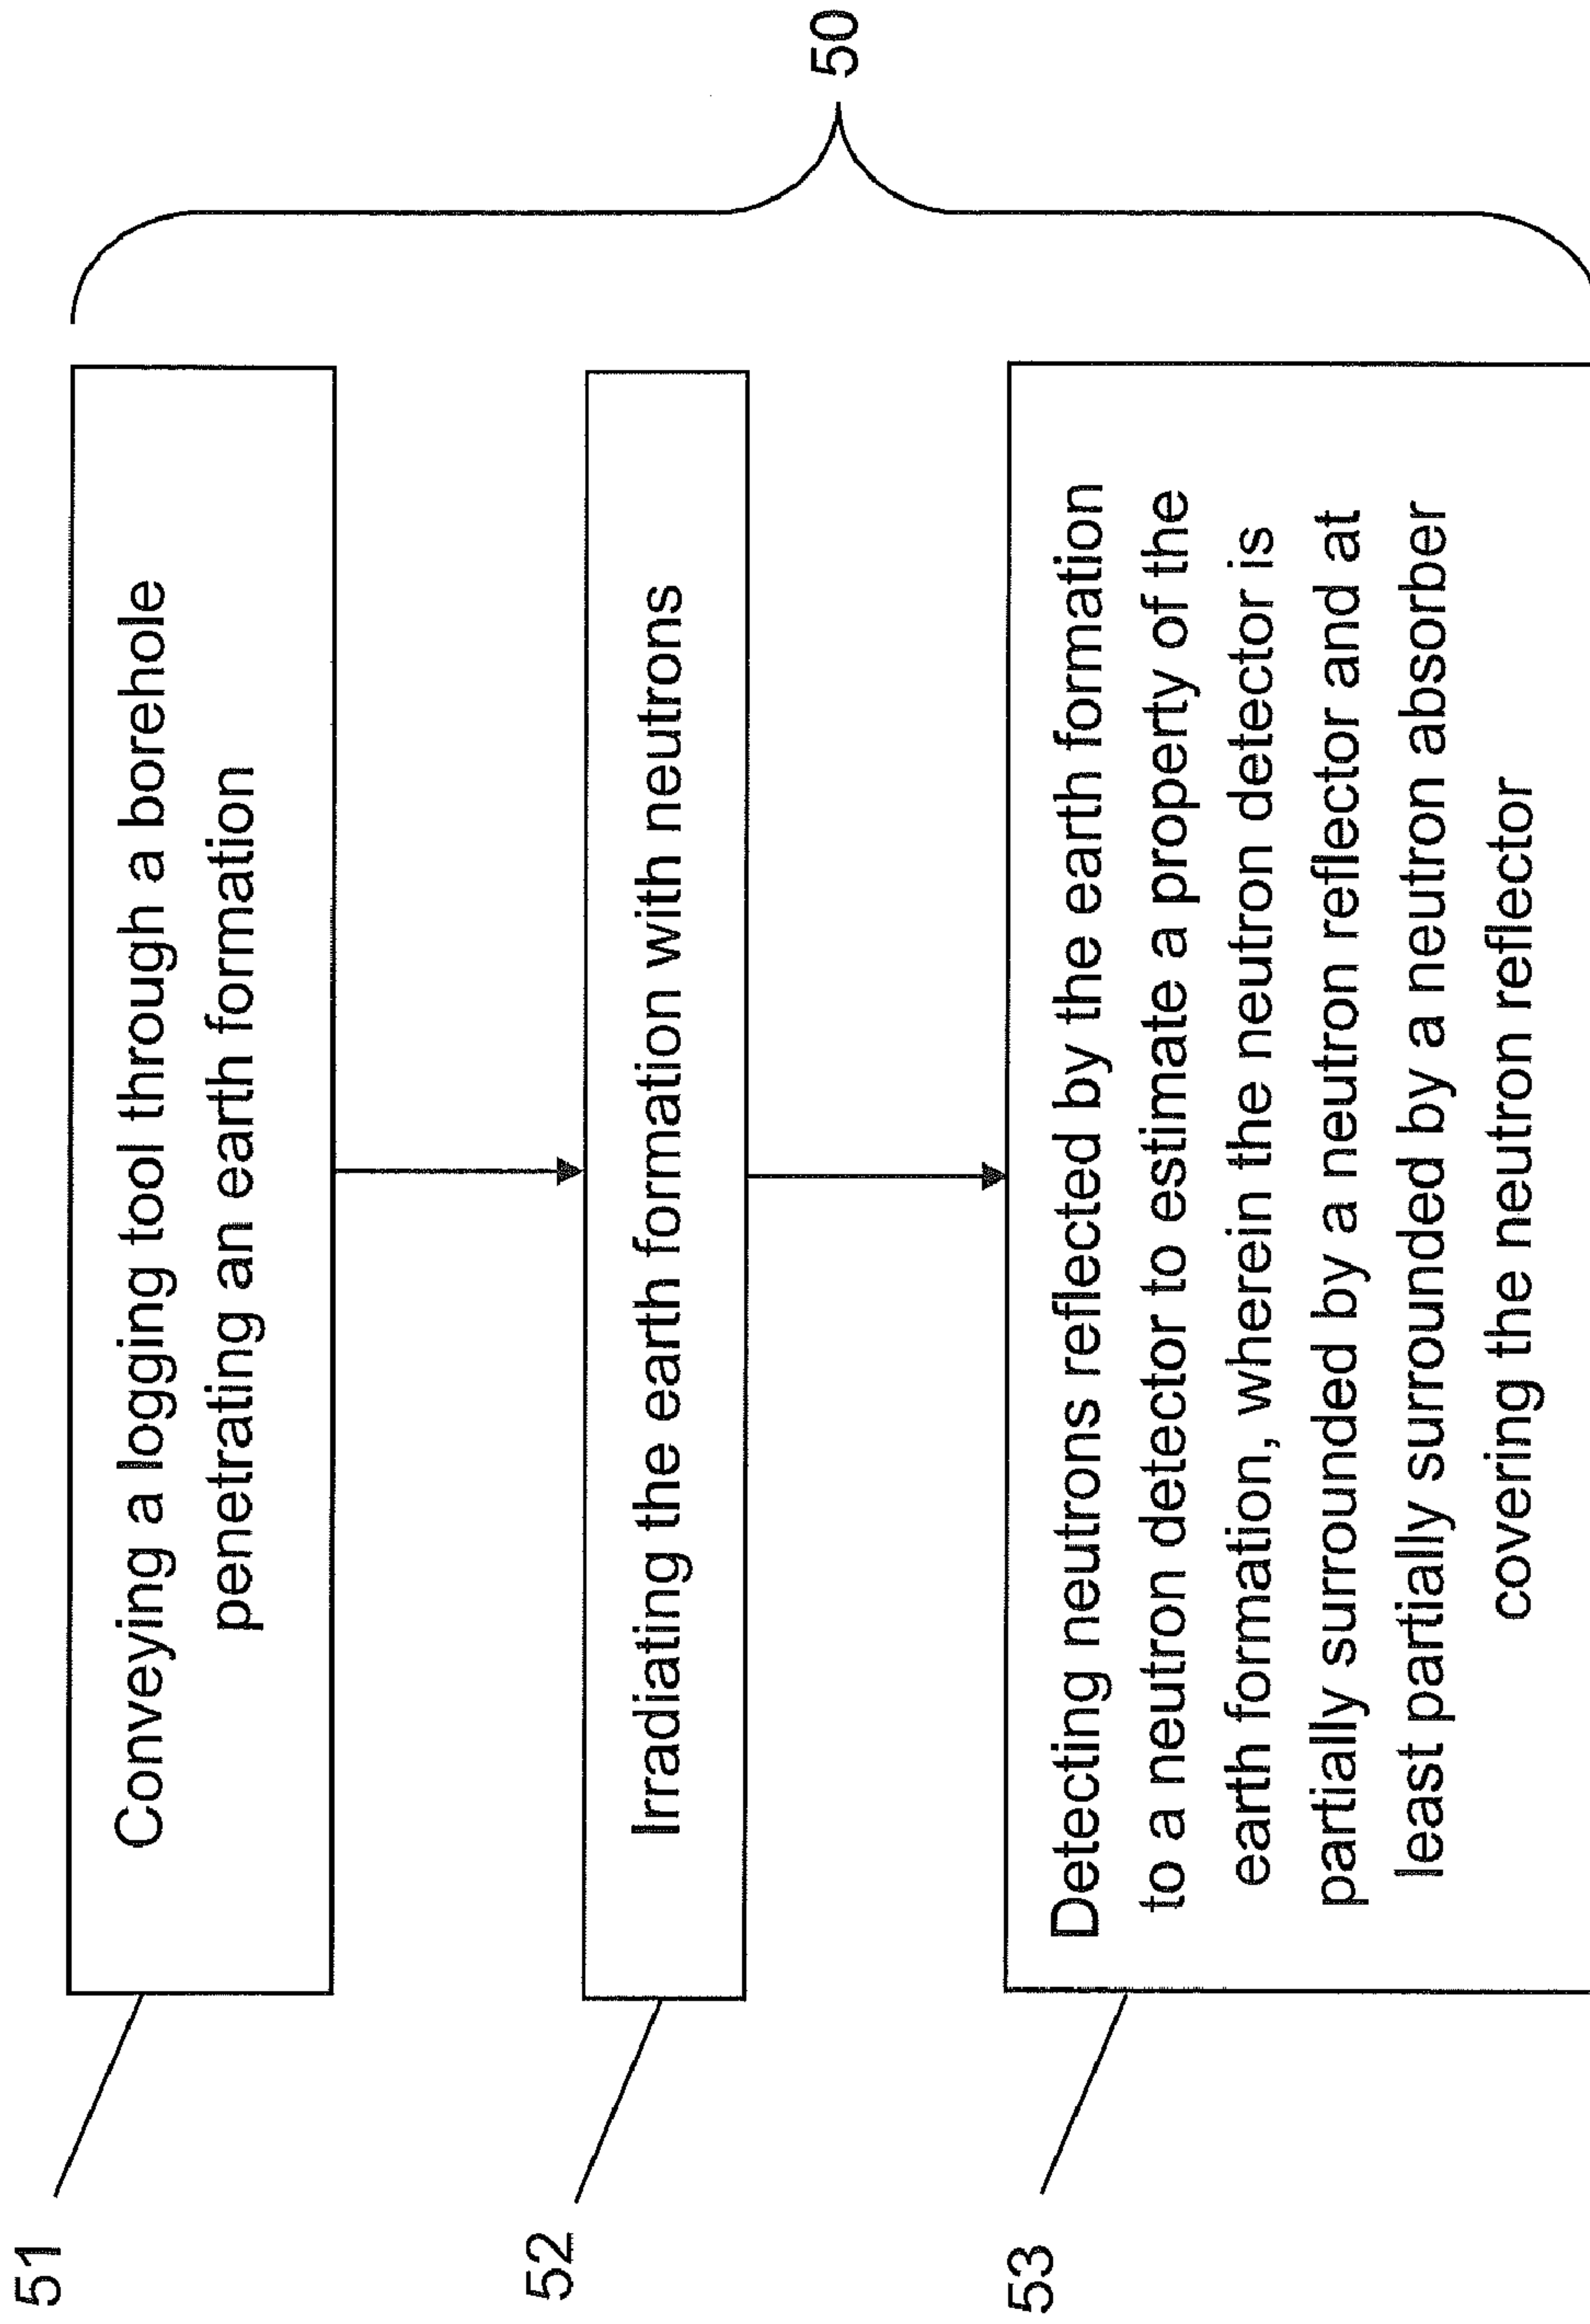 51
Conveying a logging tool through a borehole
penetrating an earth formation
52
Irradiating the earth formation with neutrons
53
Detecting neutrons reflected by the earth formation
to a neutron detector to estimate a property of the
earth formation, wherein the neutron detector is
partially surrounded by a neutron reflector and at
least partially surrounded by a neutron absorber
covering the neutron reflector
50